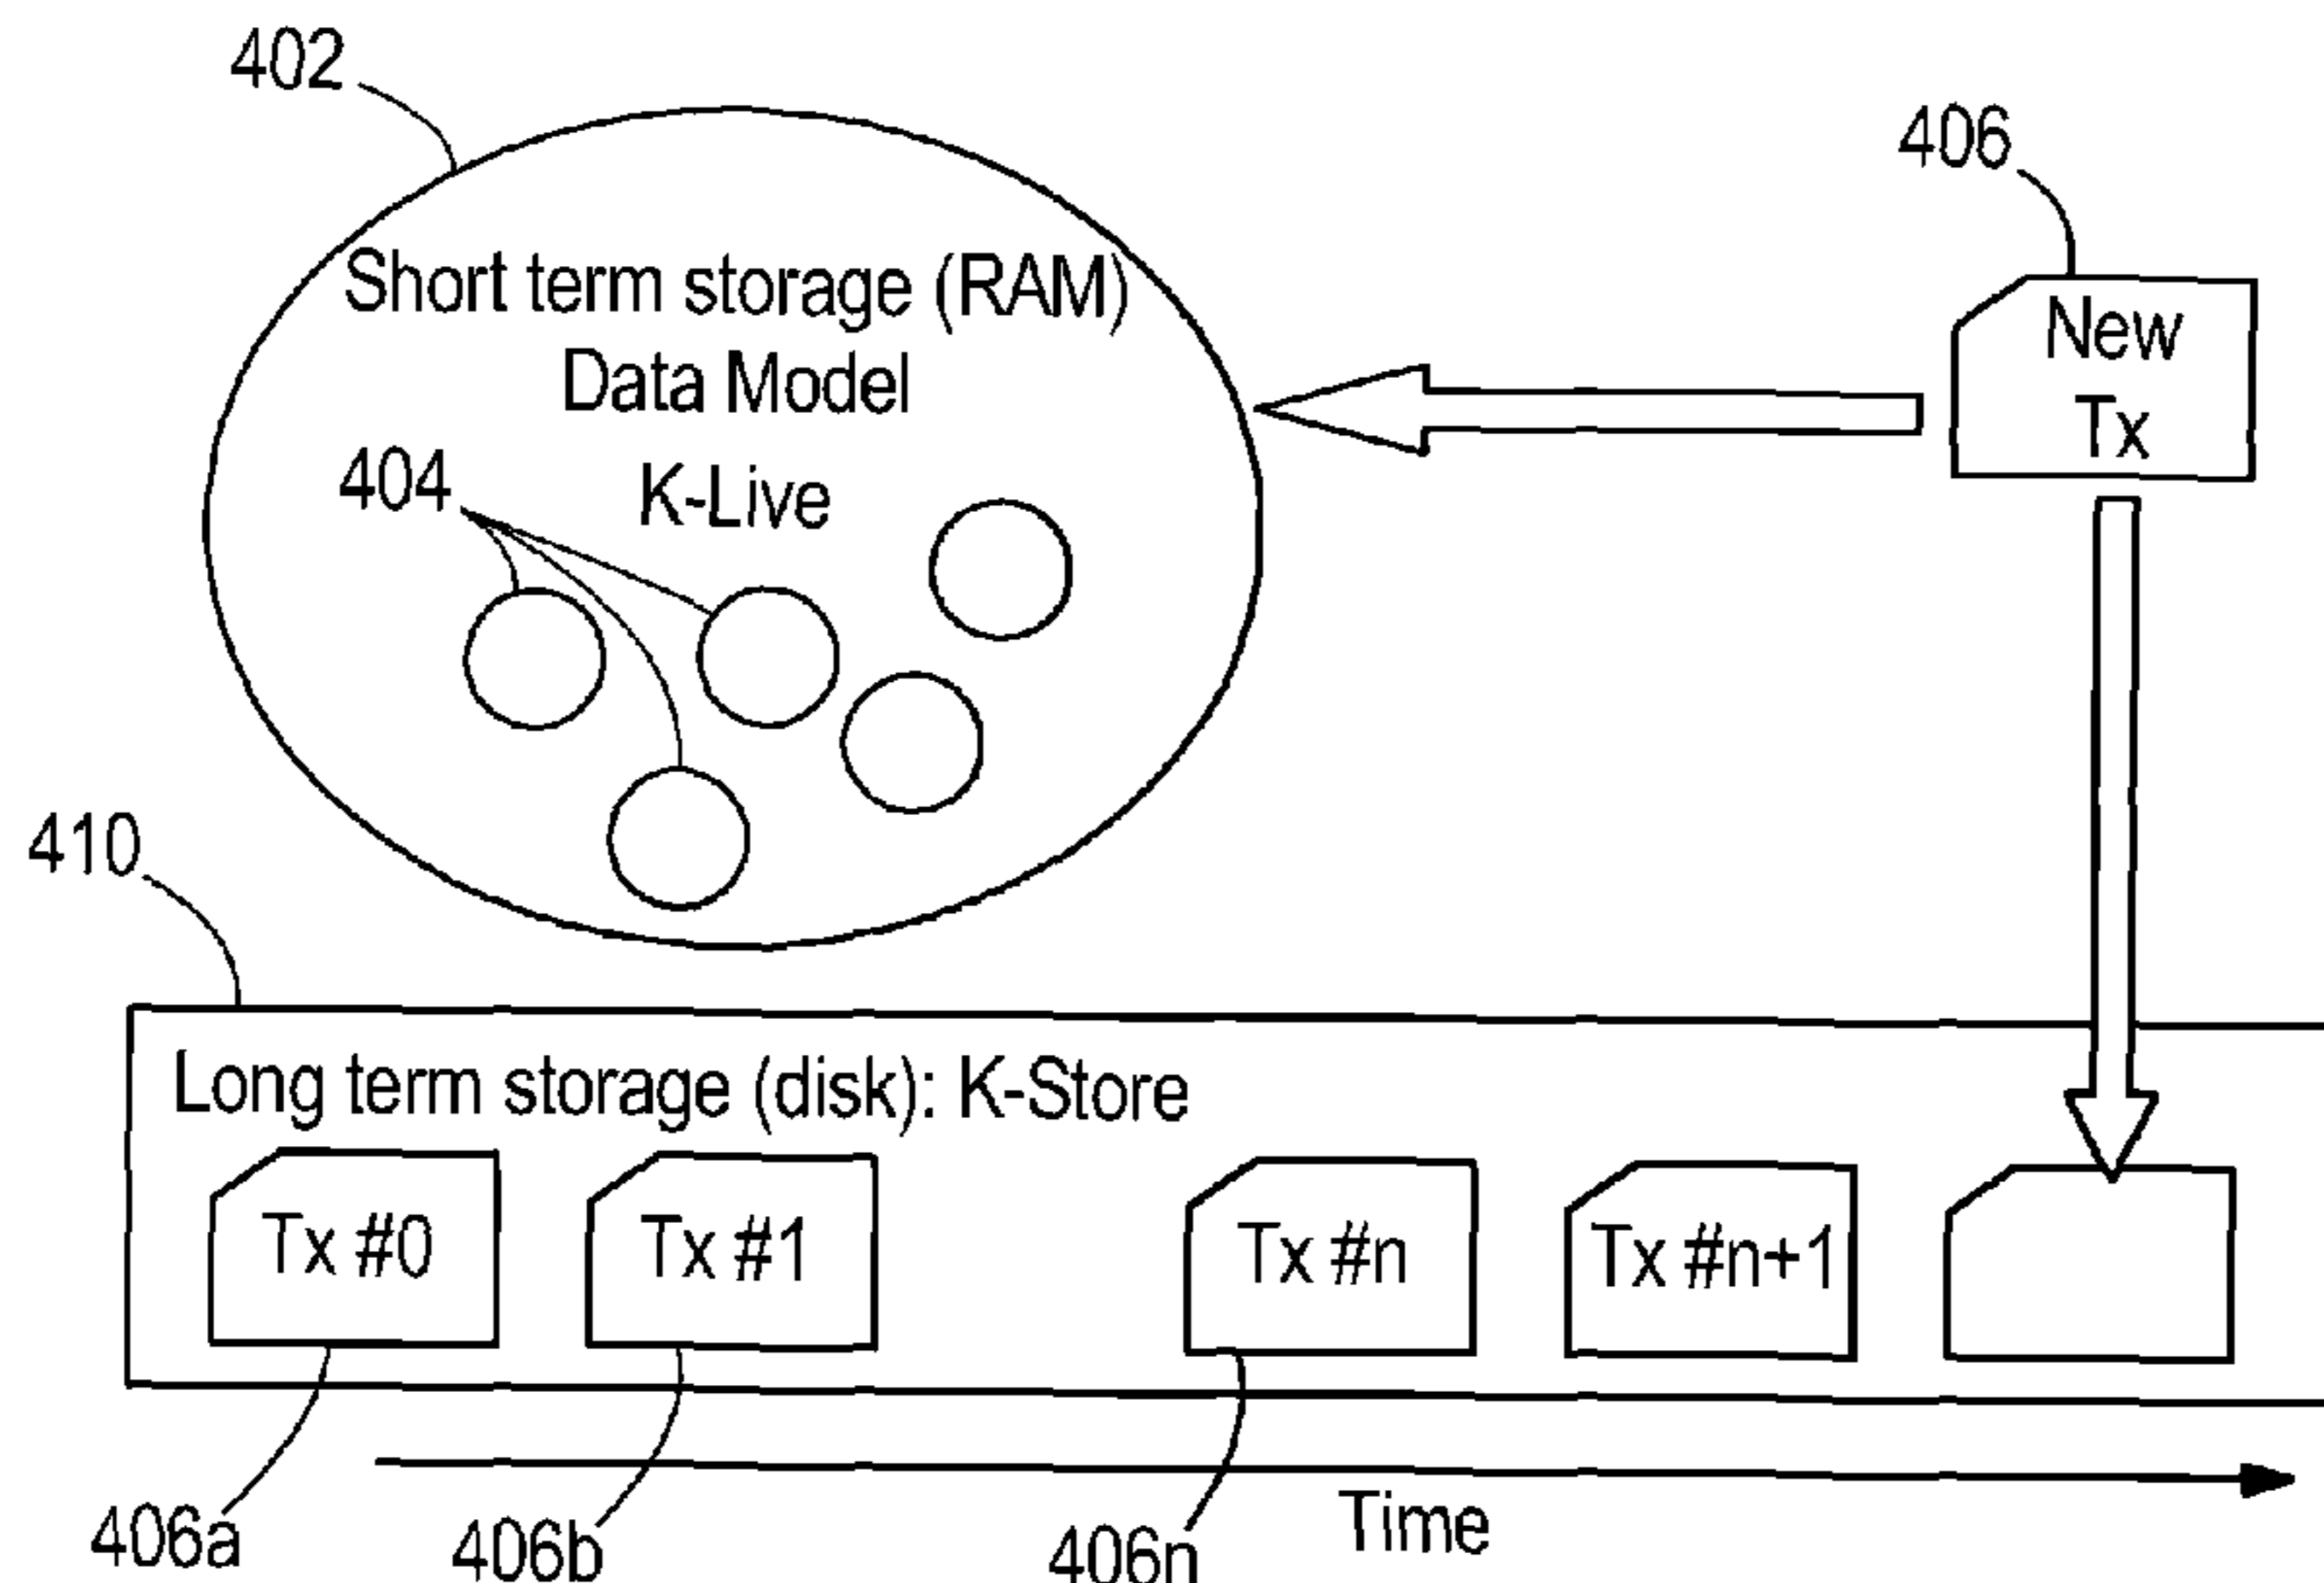 402
406
Short term storage (RAM)
Data Model
K-Live
404
New
Tx
410
Long term storage (disk): K-Store
Tx #0
Tx #1
Tx #n
Tx #n+1
Time
406a
406b
406n